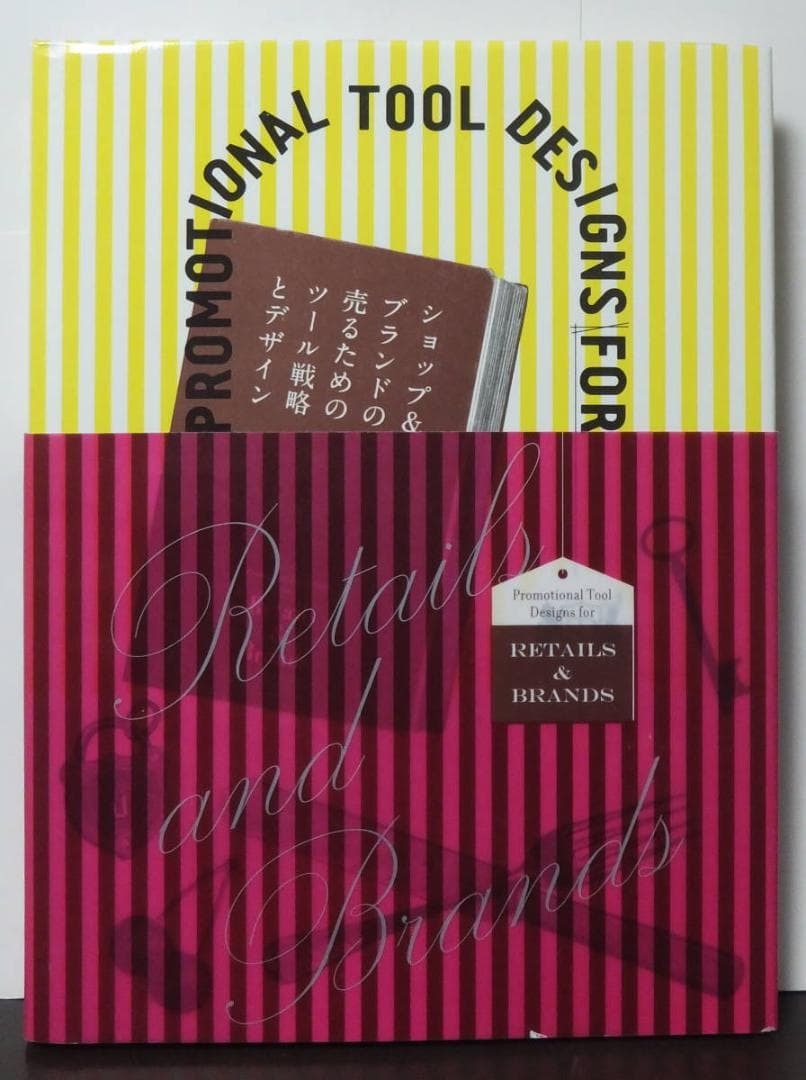 PROMOTIONAL TOOL DESIGNS FOR
ショップ&
ブランドの
売るための
ツール戦略
とデザイン
Retails
and
Brands
Promotional Tool
Designs for
RETAILS
&
BRANDS